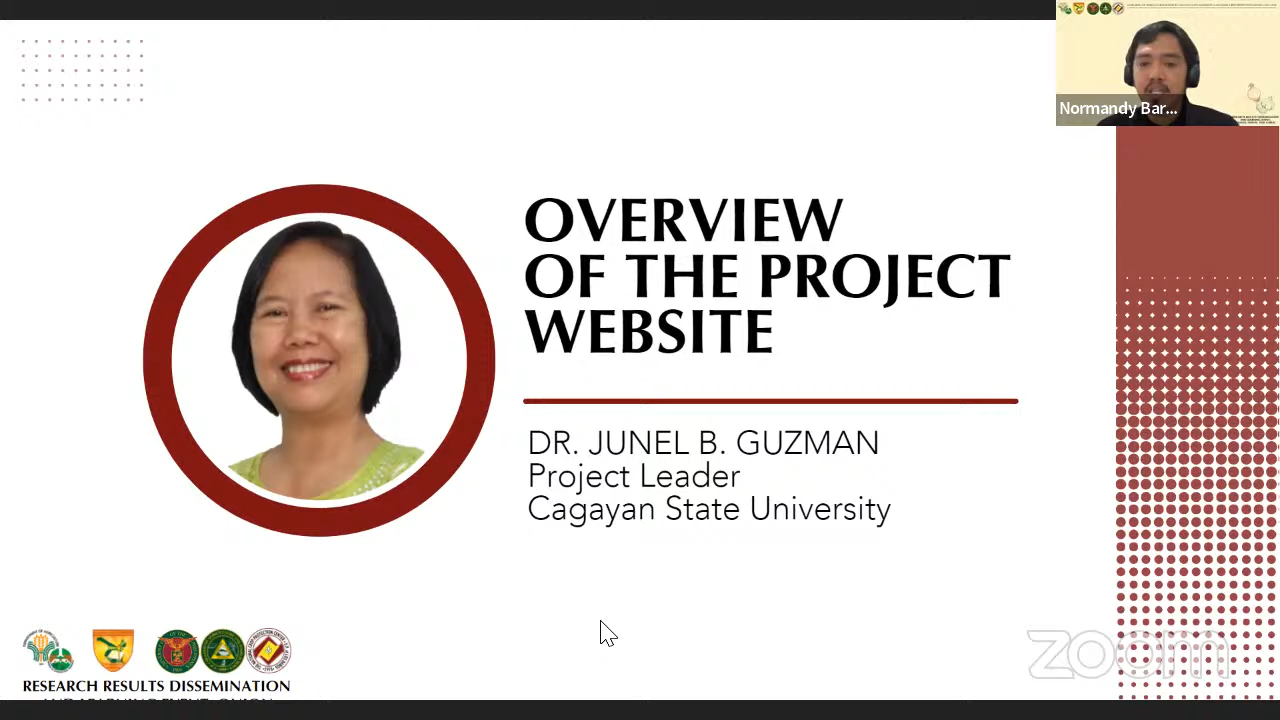 OVERVIEW
OF THE PROJECT
WEBSITE
DR. JUNEL B. GUZMAN
Project Leader
Cagayan State University
Normandy Bar...
RESEARCH RESULTS DISSEMINATION
zoom